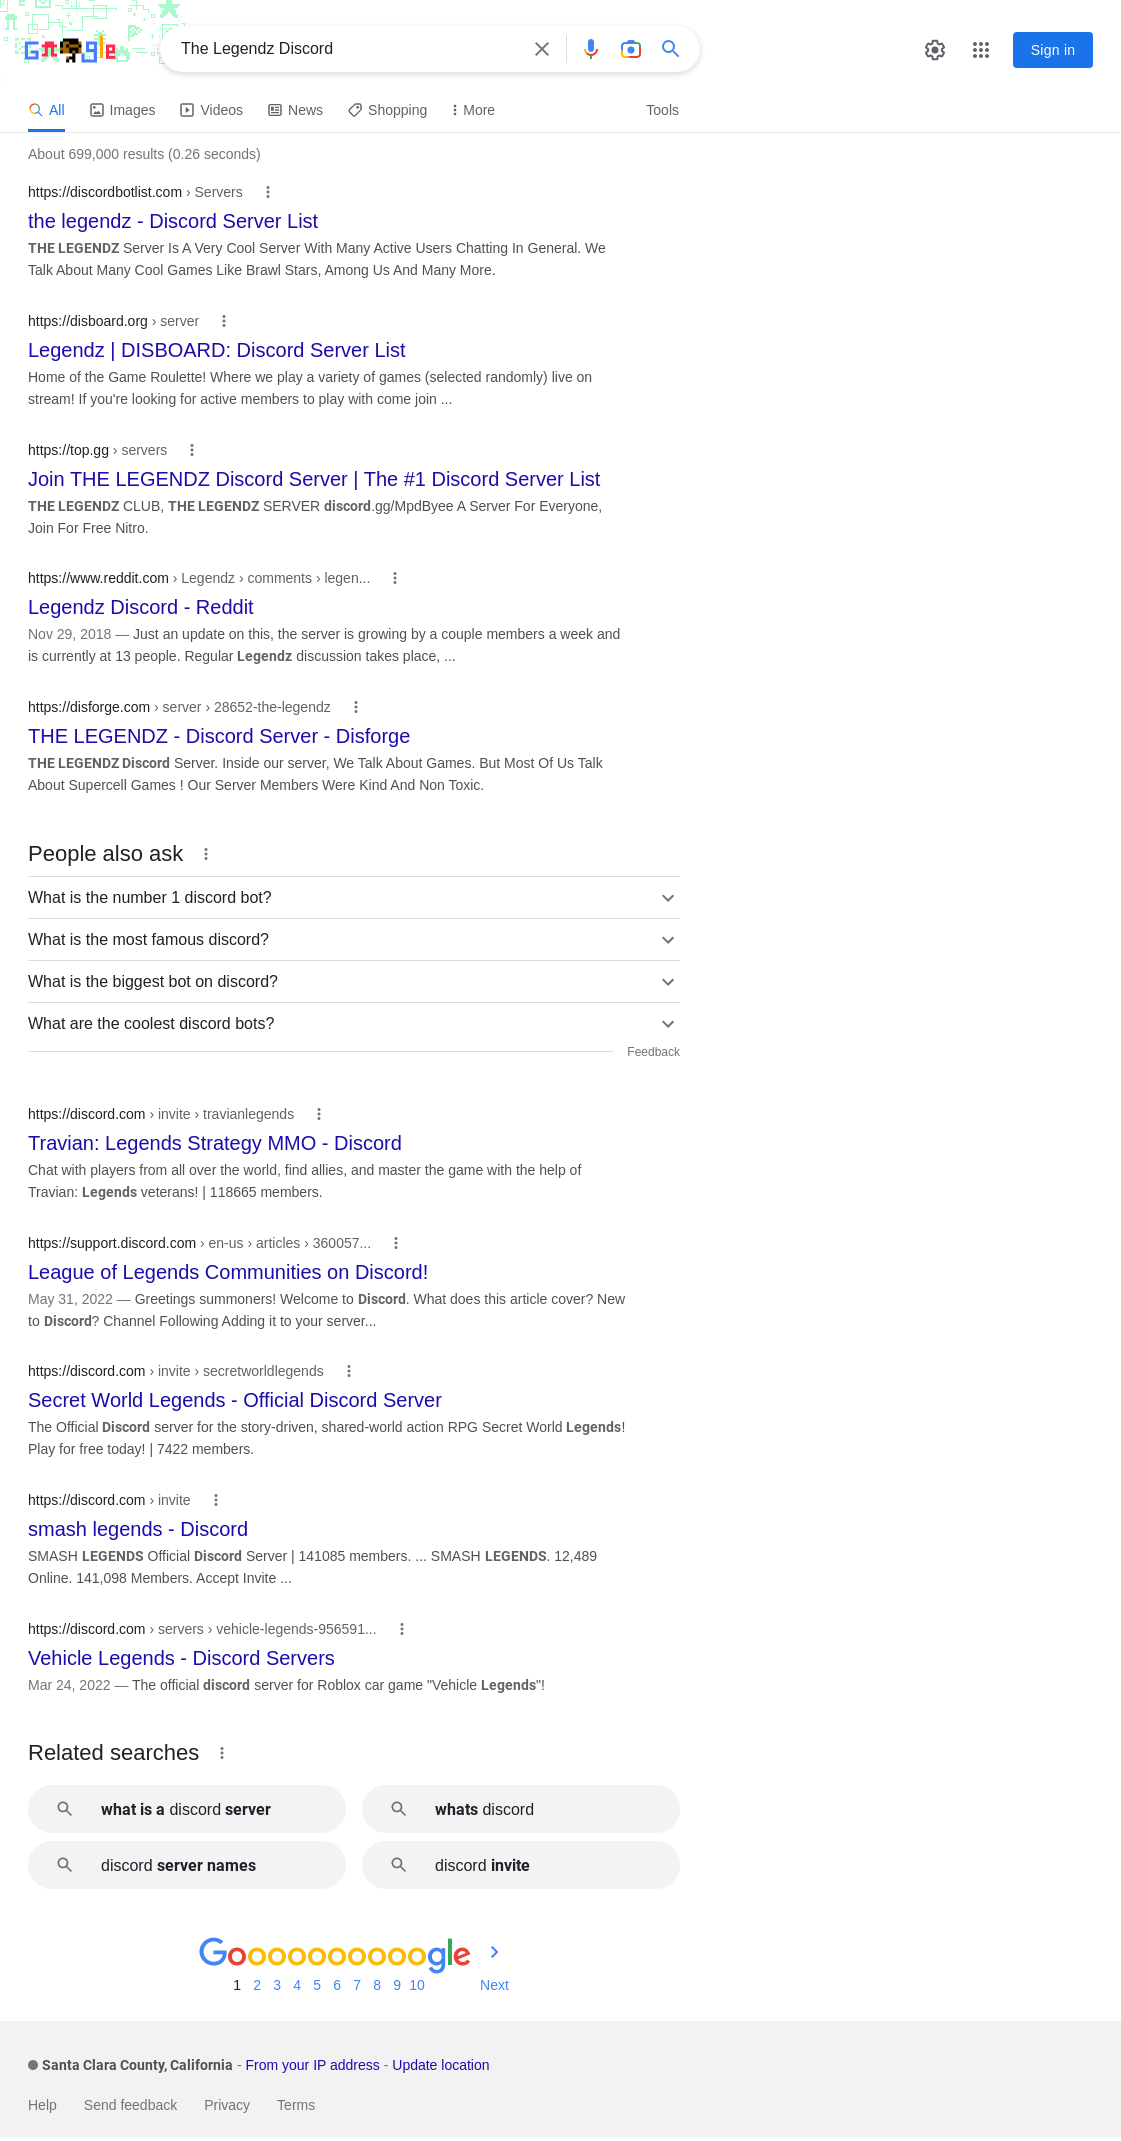 The Legendz Discord
Sign in
All Images Videos News Shopping More Tools
About 699,000 results (0.26 seconds)
https://discordbotlist.com › Servers
the legendz - Discord Server List
THE LEGENDZ Server Is A Very Cool Server With Many Active Users Chatting In General. We
Talk About Many Cool Games Like Brawl Stars, Among Us And Many More.
https://disboard.org › server
Legendz | DISBOARD: Discord Server List
Home of the Game Roulette! Where we play a variety of games (selected randomly) live on
stream! If you're looking for active members to play with come join ...
https://top.gg › servers
Join THE LEGENDZ Discord Server | The #1 Discord Server List
THE LEGENDZ CLUB, THE LEGENDZ SERVER discord.gg/MpdByee A Server For Everyone,
Join For Free Nitro.
https://www.reddit.com › Legendz › comments › legen...
Legendz Discord - Reddit
Nov 29, 2018 — Just an update on this, the server is growing by a couple members a week and
is currently at 13 people. Regular Legendz discussion takes place, ...
https://disforge.com › server › 28652-the-legendz
THE LEGENDZ - Discord Server - Disforge
THE LEGENDZ Discord Server. Inside our server, We Talk About Games. But Most Of Us Talk
About Supercell Games ! Our Server Members Were Kind And Non Toxic.
People also ask
What is the number 1 discord bot?
What is the most famous discord?
What is the biggest bot on discord?
What are the coolest discord bots?
Feedback
https://discord.com › invite › travianlegends
Travian: Legends Strategy MMO - Discord
Chat with players from all over the world, find allies, and master the game with the help of
Travian: Legends veterans! | 118665 members.
https://support.discord.com › en-us › articles › 360057...
League of Legends Communities on Discord!
May 31, 2022 — Greetings summoners! Welcome to Discord. What does this article cover? New
to Discord? Channel Following Adding it to your server...
https://discord.com › invite › secretworldlegends
Secret World Legends - Official Discord Server
The Official Discord server for the story-driven, shared-world action RPG Secret World Legends!
Play for free today! | 7422 members.
https://discord.com › invite
smash legends - Discord
SMASH LEGENDS Official Discord Server | 141085 members. ... SMASH LEGENDS. 12,489
Online. 141,098 Members. Accept Invite ...
https://discord.com › servers › vehicle-legends-956591...
Vehicle Legends - Discord Servers
Mar 24, 2022 — The official discord server for Roblox car game "Vehicle Legends"!
Related searches
what is a discord server
whats discord
discord server names
discord invite
Goooooooooogle
1 2 3 4 5 6 7 8 9 10 Next
Santa Clara County, California - From your IP address - Update location
Help Send feedback Privacy Terms